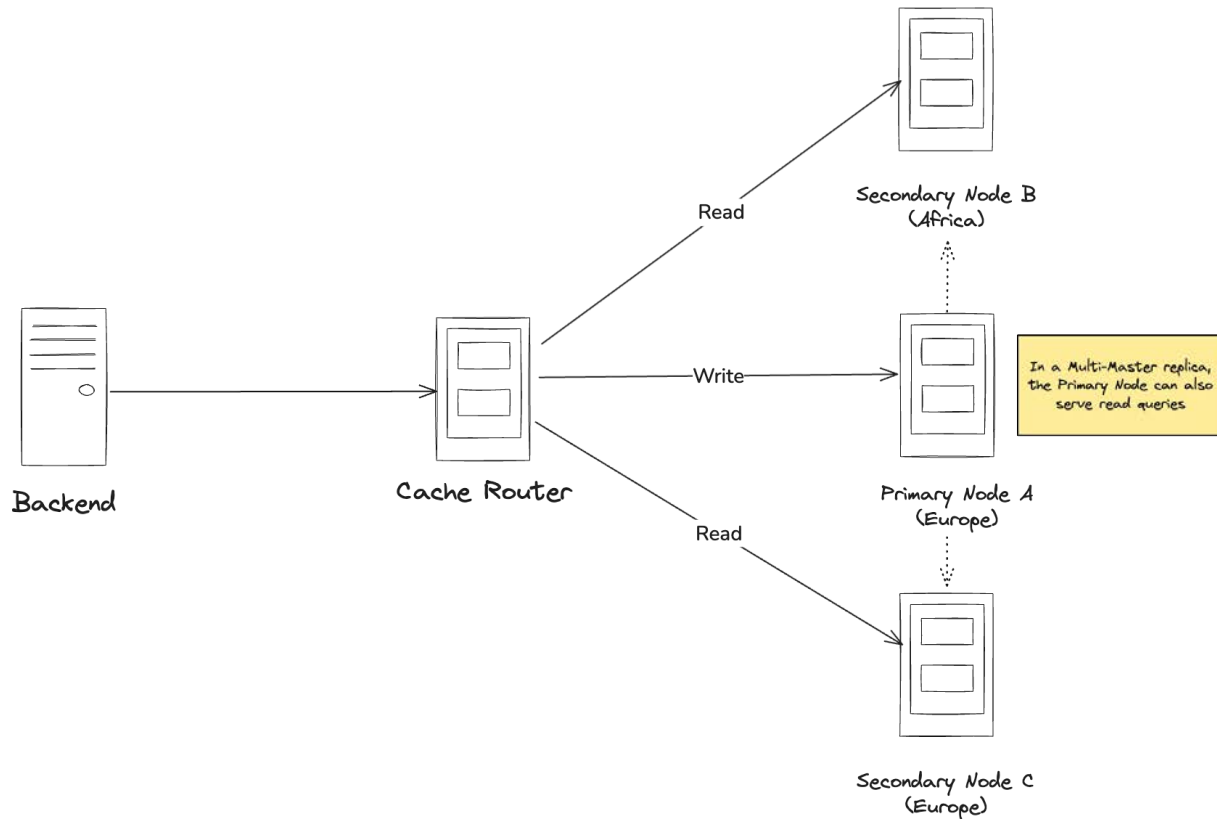 Secondary Node B
(Africa)
Read
Write
In a Multi-Master replica,
the Primary Node can also
serve read queries
Backend
Cache Router
Primary Node A
(Europe)
Read
Secondary Node C
(Europe)